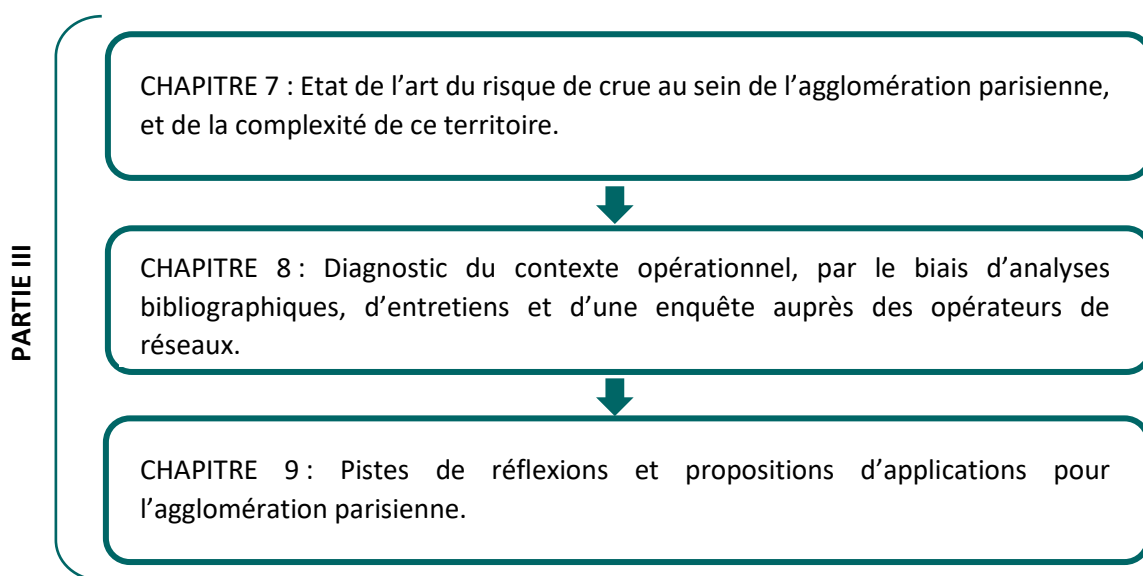 PARTIE III
CHAPITRE 7 : Etat de l’art du risque de crue au sein de l’agglomération parisienne,
et de la complexité de ce territoire.
CHAPITRE 8 : Diagnostic du contexte opérationnel, par le biais d’analyses
bibliographiques, d’entretiens et d’une enquête auprès des opérateurs de
réseaux.
CHAPITRE 9 : Pistes de réflexions et propositions d’applications pour
l’agglomération parisienne.